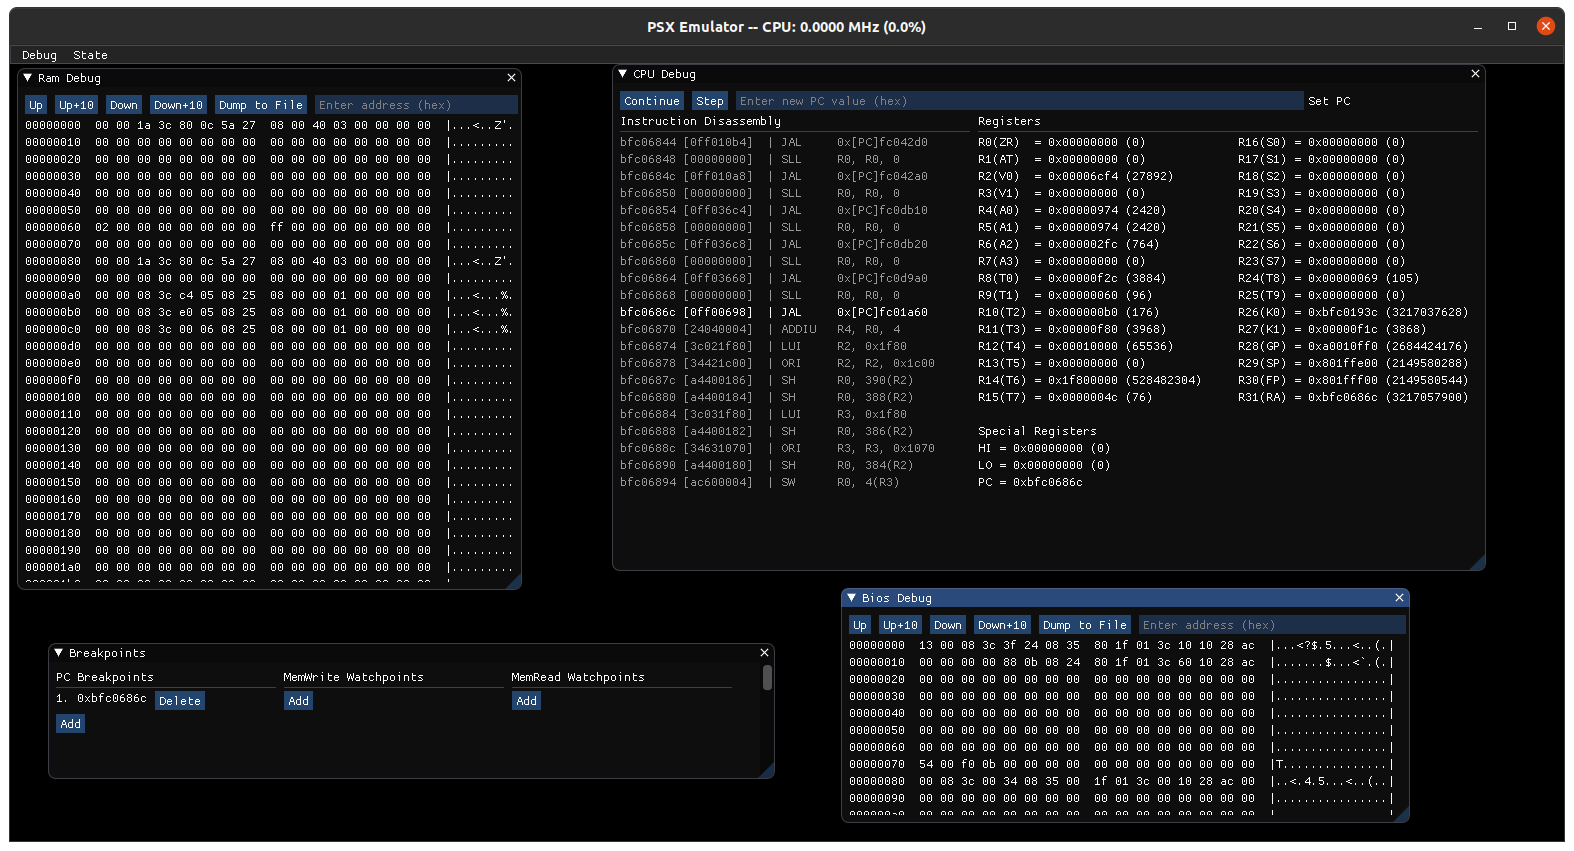 PSX Emulator -- CPU: 0.0000 MHz (0.0%)
Debug State
Ram Debug
Up Up+10 Down Down+10 Dump to File Enter address (hex)
00000000 00 00 1a 3c 80 0c 5a 27 08 00 40 03 00 00 00 00 |...<..Z'.
00000010 00 00 00 00 00 00 00 00 00 00 00 00 00 00 00 00 |.........
00000020 00 00 00 00 00 00 00 00 00 00 00 00 00 00 00 00 |.........
00000030 00 00 00 00 00 00 00 00 00 00 00 00 00 00 00 00 |.........
00000040 00 00 00 00 00 00 00 00 00 00 00 00 00 00 00 00 |.........
00000050 00 00 00 00 00 00 00 00 00 00 00 00 00 00 00 00 |.........
00000060 02 00 00 00 00 00 00 00 ff 00 00 00 00 00 00 00 |.........
00000070 00 00 00 00 00 00 00 00 00 00 00 00 00 00 00 00 |.........
00000080 00 00 1a 3c 80 0c 5a 27 08 00 40 03 00 00 00 00 |...<..Z'.
00000090 00 00 00 00 00 00 00 00 00 00 00 00 00 00 00 00 |.........
000000a0 00 00 08 3c c4 05 08 25 08 00 00 01 00 00 00 00 |...<...%.
000000b0 00 00 08 3c e0 05 08 25 08 00 00 01 00 00 00 00 |...<...%.
000000c0 00 00 08 3c 00 06 08 25 08 00 00 01 00 00 00 00 |...<...%.
000000d0 00 00 00 00 00 00 00 00 00 00 00 00 00 00 00 00 |.........
000000e0 00 00 00 00 00 00 00 00 00 00 00 00 00 00 00 00 |.........
000000f0 00 00 00 00 00 00 00 00 00 00 00 00 00 00 00 00 |.........
00000100 00 00 00 00 00 00 00 00 00 00 00 00 00 00 00 00 |.........
00000110 00 00 00 00 00 00 00 00 00 00 00 00 00 00 00 00 |.........
00000120 00 00 00 00 00 00 00 00 00 00 00 00 00 00 00 00 |.........
00000130 00 00 00 00 00 00 00 00 00 00 00 00 00 00 00 00 |.........
00000140 00 00 00 00 00 00 00 00 00 00 00 00 00 00 00 00 |.........
00000150 00 00 00 00 00 00 00 00 00 00 00 00 00 00 00 00 |.........
00000160 00 00 00 00 00 00 00 00 00 00 00 00 00 00 00 00 |.........
00000170 00 00 00 00 00 00 00 00 00 00 00 00 00 00 00 00 |.........
00000180 00 00 00 00 00 00 00 00 00 00 00 00 00 00 00 00 |.........
00000190 00 00 00 00 00 00 00 00 00 00 00 00 00 00 00 00 |.........
000001a0 00 00 00 00 00 00 00 00 00 00 00 00 00 00 00 00 |.........
CPU Debug
Continue Step Enter new PC value (hex) Set PC
Instruction Disassembly
bfc06844 [0ff010b4] | JAL 0x[PC]fc042d0
bfc06848 [00000000] | SLL R0, R0, 0
bfc0684c [0ff010a8] | JAL 0x[PC]fc042a0
bfc06850 [00000000] | SLL R0, R0, 0
bfc06854 [0ff036c4] | JAL 0x[PC]fc0db10
bfc06858 [00000000] | SLL R0, R0, 0
bfc0685c [0ff036c8] | JAL 0x[PC]fc0db20
bfc06860 [00000000] | SLL R0, R0, 0
bfc06864 [0ff03668] | JAL 0x[PC]fc0d9a0
bfc06868 [00000000] | SLL R0, R0, 0
bfc0686c [0ff00698] | JAL 0x[PC]fc01a60
bfc06870 [24040004] | ADDIU R4, R0, 4
bfc06874 [3c021f80] | LUI R2, 0x1f80
bfc06878 [34421c00] | ORI R2, R2, 0x1c00
bfc0687c [a4400186] | SH R0, 390(R2)
bfc06880 [a4400184] | SH R0, 388(R2)
bfc06884 [3c031f80] | LUI R3, 0x1f80
bfc06888 [a4400182] | SH R0, 386(R2)
bfc0688c [34631070] | ORI R3, R3, 0x1070
bfc06890 [a4400180] | SH R0, 384(R2)
bfc06894 [ac600004] | SW R0, 4(R3)
Registers
R0(ZR) = 0x00000000 (0) R16(S0) = 0x00000000 (0)
R1(AT) = 0x00000000 (0) R17(S1) = 0x00000000 (0)
R2(V0) = 0x00006cf4 (27892) R18(S2) = 0x00000000 (0)
R3(V1) = 0x00000000 (0) R19(S3) = 0x00000000 (0)
R4(A0) = 0x00000974 (2420) R20(S4) = 0x00000000 (0)
R5(A1) = 0x00000974 (2420) R21(S5) = 0x00000000 (0)
R6(A2) = 0x000002fc (764) R22(S6) = 0x00000000 (0)
R7(A3) = 0x00000000 (0) R23(S7) = 0x00000000 (0)
R8(T0) = 0x00000f2c (3884) R24(T8) = 0x00000069 (105)
R9(T1) = 0x00000060 (96) R25(T9) = 0x00000000 (0)
R10(T2) = 0x000000b0 (176) R26(K0) = 0xbfc0193c (3217037628)
R11(T3) = 0x00000f80 (3968) R27(K1) = 0x00000f1c (3868)
R12(T4) = 0x00010000 (65536) R28(GP) = 0xa0010ff0 (2684424176)
R13(T5) = 0x00000000 (0) R29(SP) = 0x801ffe00 (2149580288)
R14(T6) = 0x1f800000 (528482304) R30(FP) = 0x801fff00 (2149580544)
R15(T7) = 0x0000004c (76) R31(RA) = 0xbfc0686c (3217057900)
Special Registers
HI = 0x00000000 (0)
LO = 0x00000000 (0)
PC = 0xbfc0686c
Breakpoints
PC Breakpoints MemWrite Watchpoints MemRead Watchpoints
1. 0xbfc0686c Delete Add Add
Add
Bios Debug
Up Up+10 Down Down+10 Dump to File Enter address (hex)
00000000 13 00 08 3c 3f 24 08 35 80 1f 01 3c 10 10 28 ac |...<?$.5...<..(.|
00000010 00 00 00 00 88 0b 08 24 80 1f 01 3c 60 10 28 ac |.......$...<`.(.|
00000020 00 00 00 00 00 00 00 00 00 00 00 00 00 00 00 00 |................|
00000030 00 00 00 00 00 00 00 00 00 00 00 00 00 00 00 00 |................|
00000040 00 00 00 00 00 00 00 00 00 00 00 00 00 00 00 00 |................|
00000050 00 00 00 00 00 00 00 00 00 00 00 00 00 00 00 00 |................|
00000060 00 00 00 00 00 00 00 00 00 00 00 00 00 00 00 00 |................|
00000070 54 00 f0 0b 00 00 00 00 00 00 00 00 00 00 00 00 |T...............|
00000080 00 08 3c 00 34 08 35 00 1f 01 3c 00 10 28 ac 00 |..<.4.5...<..(..|
00000090 00 00 00 00 00 00 00 00 00 00 00 00 00 00 00 00 |................|